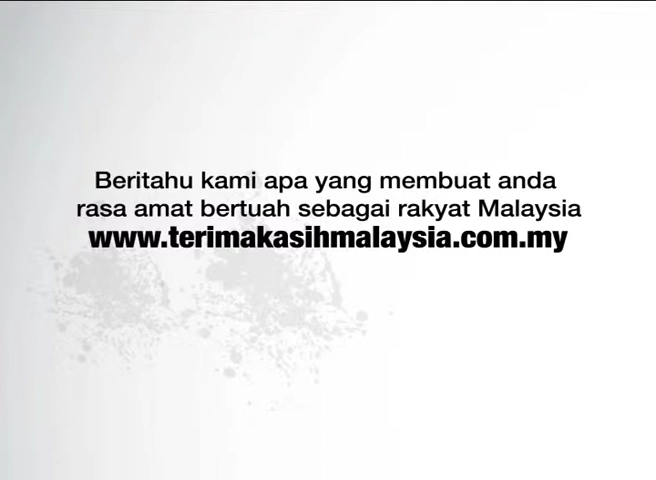 Beritahu kami apa yang membuat anda
rasa amat bertuah sebagai rakyat Malaysia
www.terimakasihmalaysia.com.my